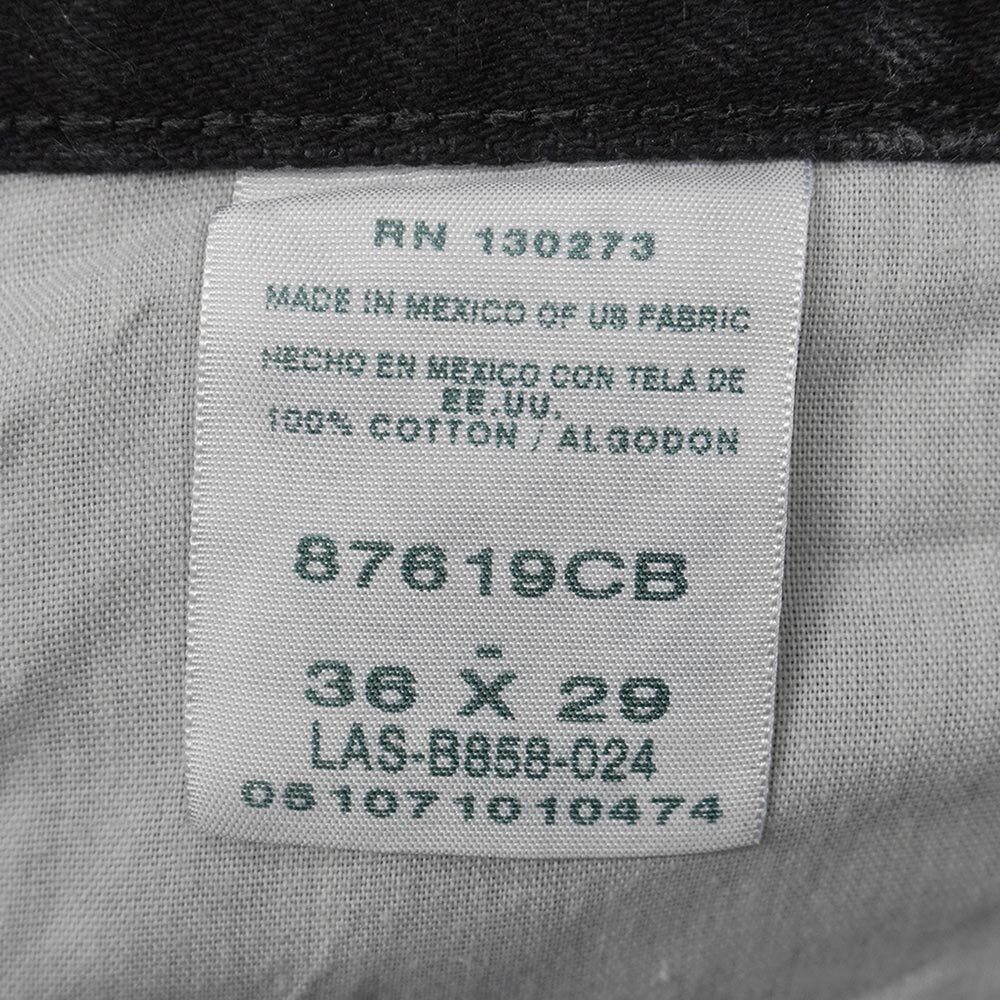 RN 130273
MADE IN MEXICO OF US FABRIC
HECHO EN MEXICO CON TELA DE
EE.UU.
100% COTTON / ALGODON
87619CB
-
36 X 29
LAS-B858-024
051071010474